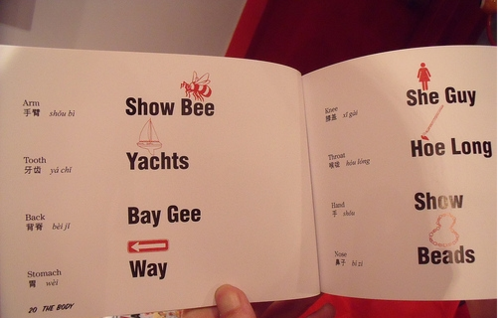 Arm
手臂 shǒu bì
Show Bee
Tooth
牙齿 yá chǐ
Yachts
Back
背脊 bèi jǐ
Bay Gee
Stomach
胃 wèi
Way
20 THE BODY
Knee
膝盖 xī gài
She Guy
Throat
喉咙 hóu lóng
Hoe Long
Hand
手 shǒu
Show
Nose
鼻子 bí zi
Beads